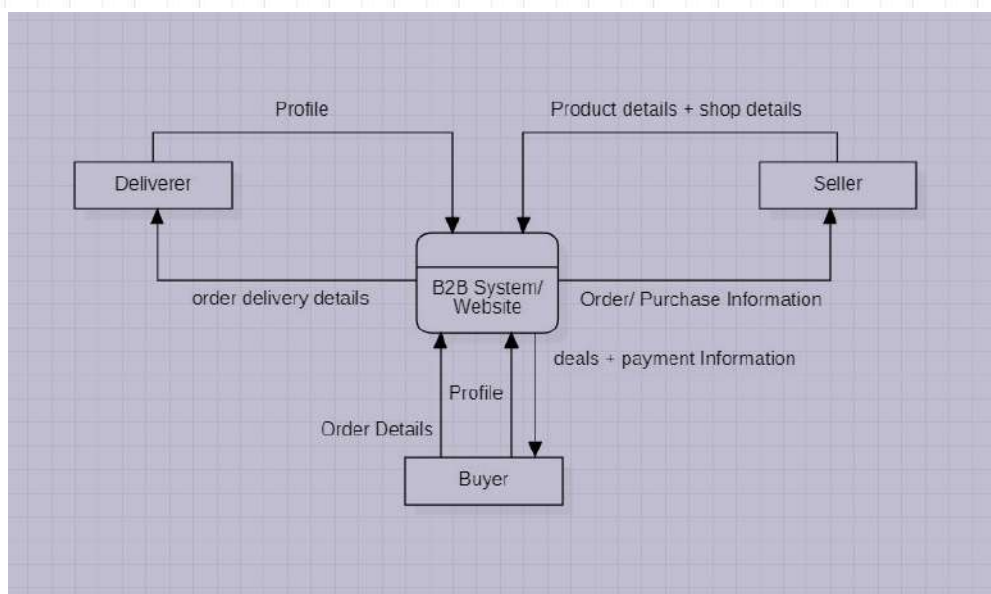 Profile
Product details + shop details
Deliverer
Seller
B2B System/
Website
order delivery details
Order/ Purchase Information
deals + payment Information
Profile
Order Details
Buyer